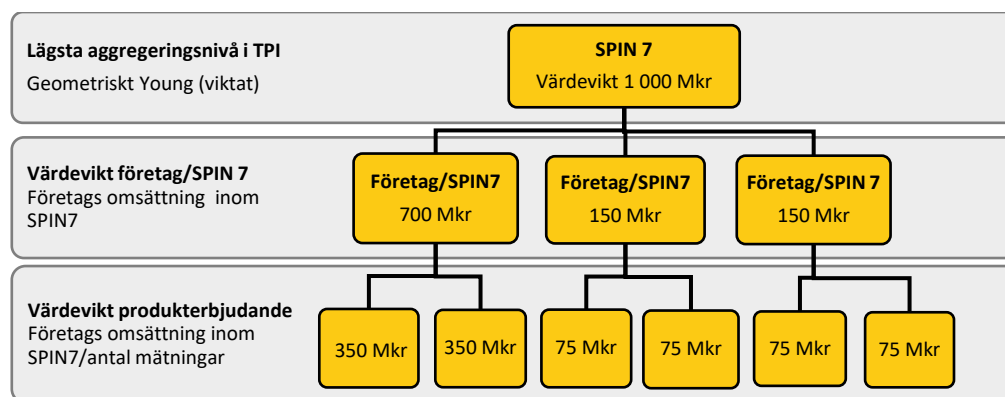 Lägsta aggregeringsnivå i TPI
Geometriskt Young (viktat)
SPIN 7
Värdevikt 1 000 Mkr
Värdevikt företag/SPIN 7
Företags omsättning inom
SPIN7
Företag/SPIN7
700 Mkr
Företag/SPIN7
150 Mkr
Företag/SPIN 7
150 Mkr
Värdevikt produkterbjudande
Företags omsättning inom
SPIN7/antal mätningar
350 Mkr
350 Mkr
75 Mkr
75 Mkr
75 Mkr
75 Mkr